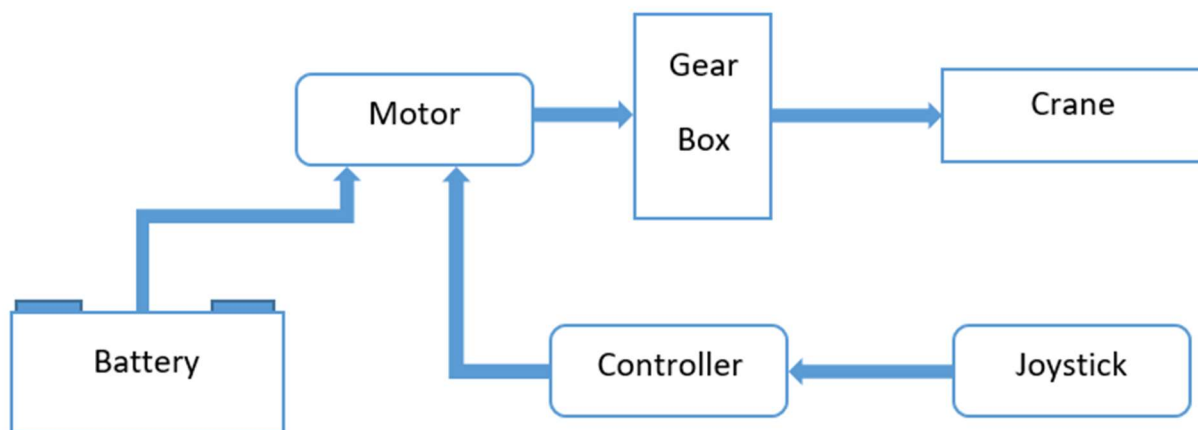 Motor
Gear
Box
Crane
Battery
Controller
Joystick